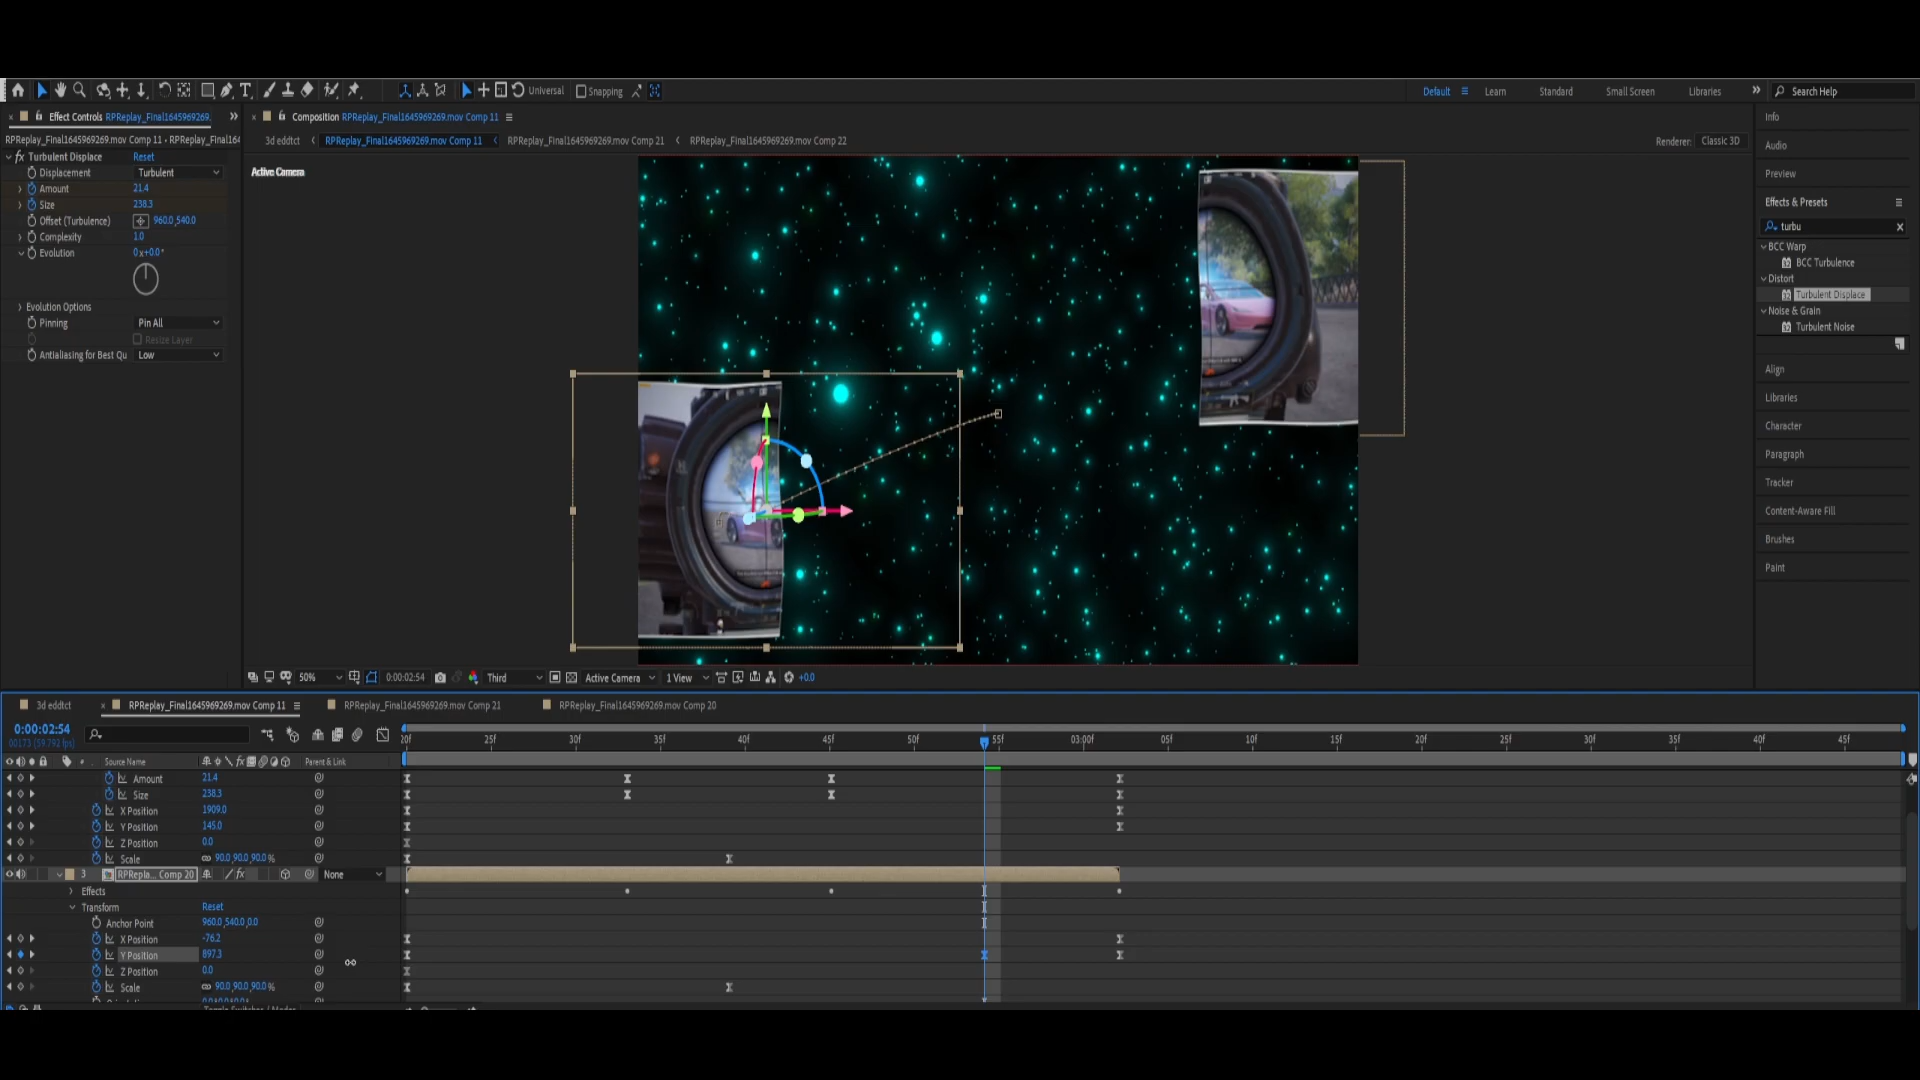 Universal
Snapping
Default
Learn
Standard
Small Screen
Libraries
Search Help
Effect Controls RPReplay_Final1645969269.
RPReplay_Final1645969269.mov Comp 11 • RPReplay_Final164
fx Turbulent Displace Reset
Displacement Turbulent
Amount 21.4
Size 238.3
Offset (Turbulence) 960.0,540.0
Complexity 1.0
Evolution 0x+0.0°
Evolution Options
Pinning Pin All
Resize Layer
Antialiasing for Best Qu Low
Composition RPReplay_Final1645969269.mov Comp 11
3d eddtct
RPReplay_Final1645969269.mov Comp 11
RPReplay_Final1645969269.mov Comp 21
RPReplay_Final1645969269.mov Comp 22
Renderer: Classic 3D
Active Camera
50%
0:00:02:54
Third
Active Camera
1 View
+0.0
Info
Audio
Preview
Effects & Presets
turbu
BCC Warp
BCC Turbulence
Distort
Turbulent Displace
Noise & Grain
Turbulent Noise
Align
Libraries
Character
Paragraph
Tracker
Content-Aware Fill
Brushes
Paint
3d eddtct
RPReplay_Final1645969269.mov Comp 11
RPReplay_Final1645969269.mov Comp 21
RPReplay_Final1645969269.mov Comp 20
0:00:02:54
00173 (59.792 fps)
20f 25f 30f 35f 40f 45f 50f 55f 03:00f 05f 10f 15f 20f 25f 30f 35f 40f 45f
# Source Name Parent & Link
Amount 21.4
Size 238.3
X Position 1909.0
Y Position 145.0
Z Position 0.0
Scale 90.0,90.0,90.0%
3 RPRepla... Comp 20 None
Effects
Transform Reset
Anchor Point 960.0,540.0,0.0
X Position -76.2
Y Position 897.3
Z Position 0.0
Scale 90.0,90.0,90.0%
Toggle Switches / Modes